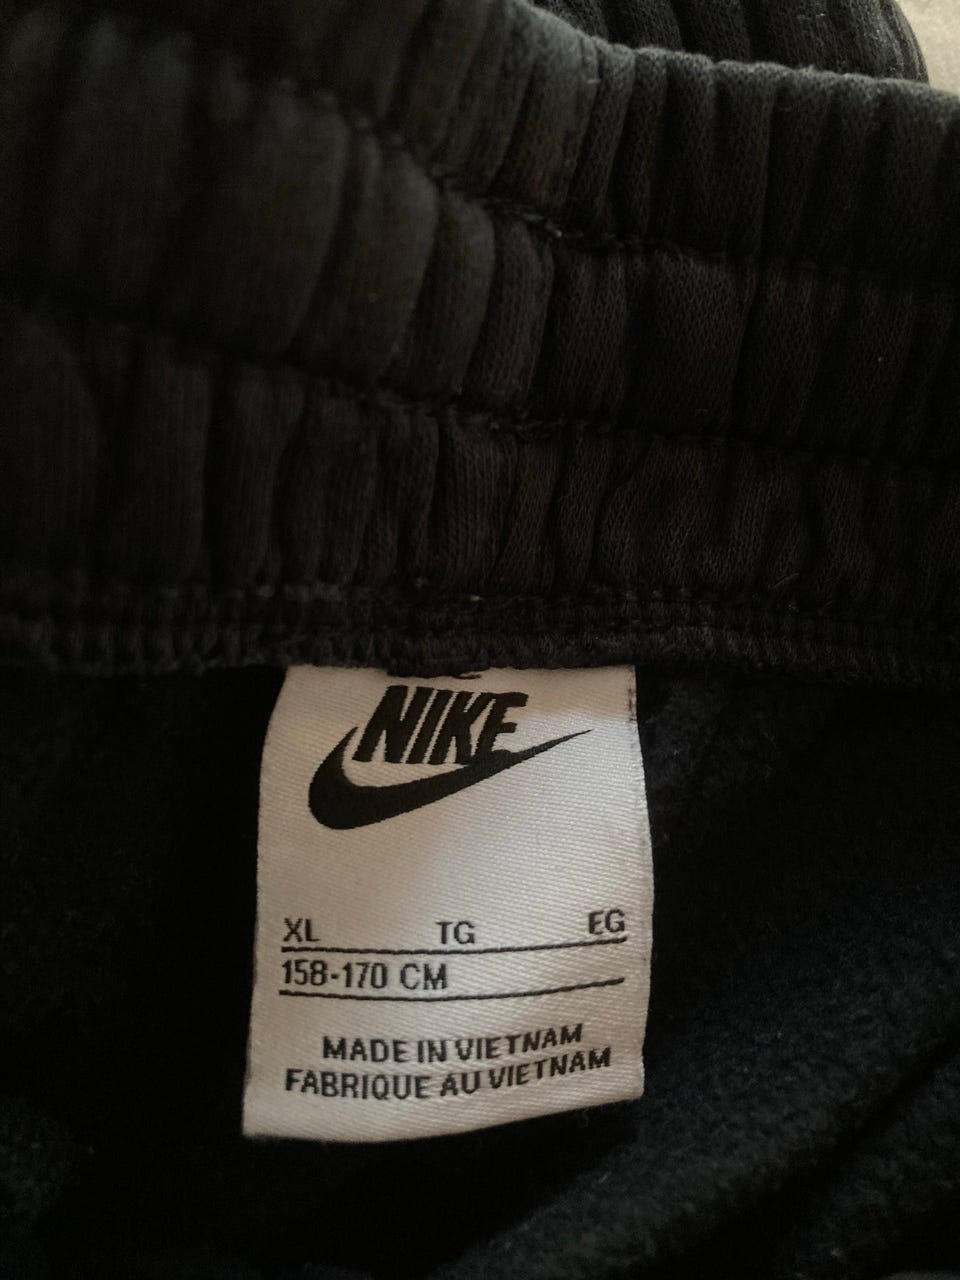 NIKE
XL TG EG
158-170 CM
MADE IN VIETNAM
FABRIQUE AU VIETNAM